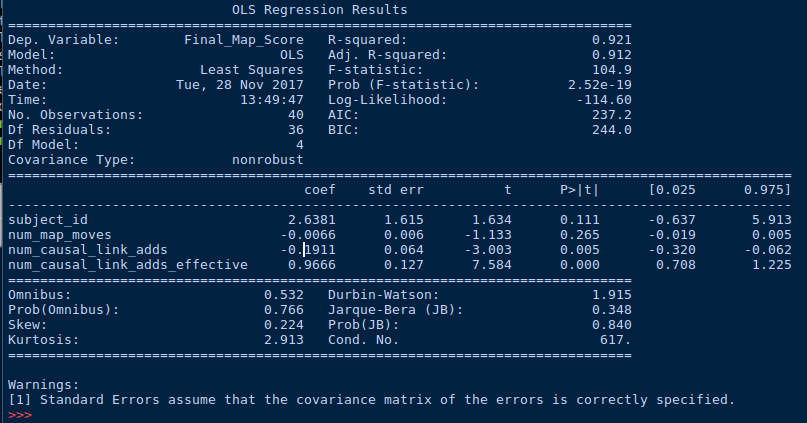 OLS Regression Results
==============================================================================
Dep. Variable:        Final_Map_Score   R-squared:                       0.921
Model:                            OLS   Adj. R-squared:                  0.912
Method:                 Least Squares   F-statistic:                     104.9
Date:                Tue, 28 Nov 2017   Prob (F-statistic):           2.52e-19
Time:                        13:49:47   Log-Likelihood:                -114.60
No. Observations:                  40   AIC:                             237.2
Df Residuals:                      36   BIC:                             244.0
Df Model:                           4
Covariance Type:            nonrobust
==================================================================================================
                                     coef    std err          t      P>|t|      [0.025      0.975]
--------------------------------------------------------------------------------------------------
subject_id                         2.6381      1.615      1.634      0.111      -0.637       5.913
num_map_moves                     -0.0066      0.006     -1.133      0.265      -0.019       0.005
num_causal_link_adds              -0.1911      0.064     -3.003      0.005      -0.320      -0.062
num_causal_link_adds_effective     0.9666      0.127      7.584      0.000       0.708       1.225
==============================================================================
Omnibus:                        0.532   Durbin-Watson:                   1.915
Prob(Omnibus):                  0.766   Jarque-Bera (JB):                0.348
Skew:                           0.224   Prob(JB):                        0.840
Kurtosis:                       2.913   Cond. No.                         617.
==============================================================================
Warnings:
[1] Standard Errors assume that the covariance matrix of the errors is correctly specified.
>>>